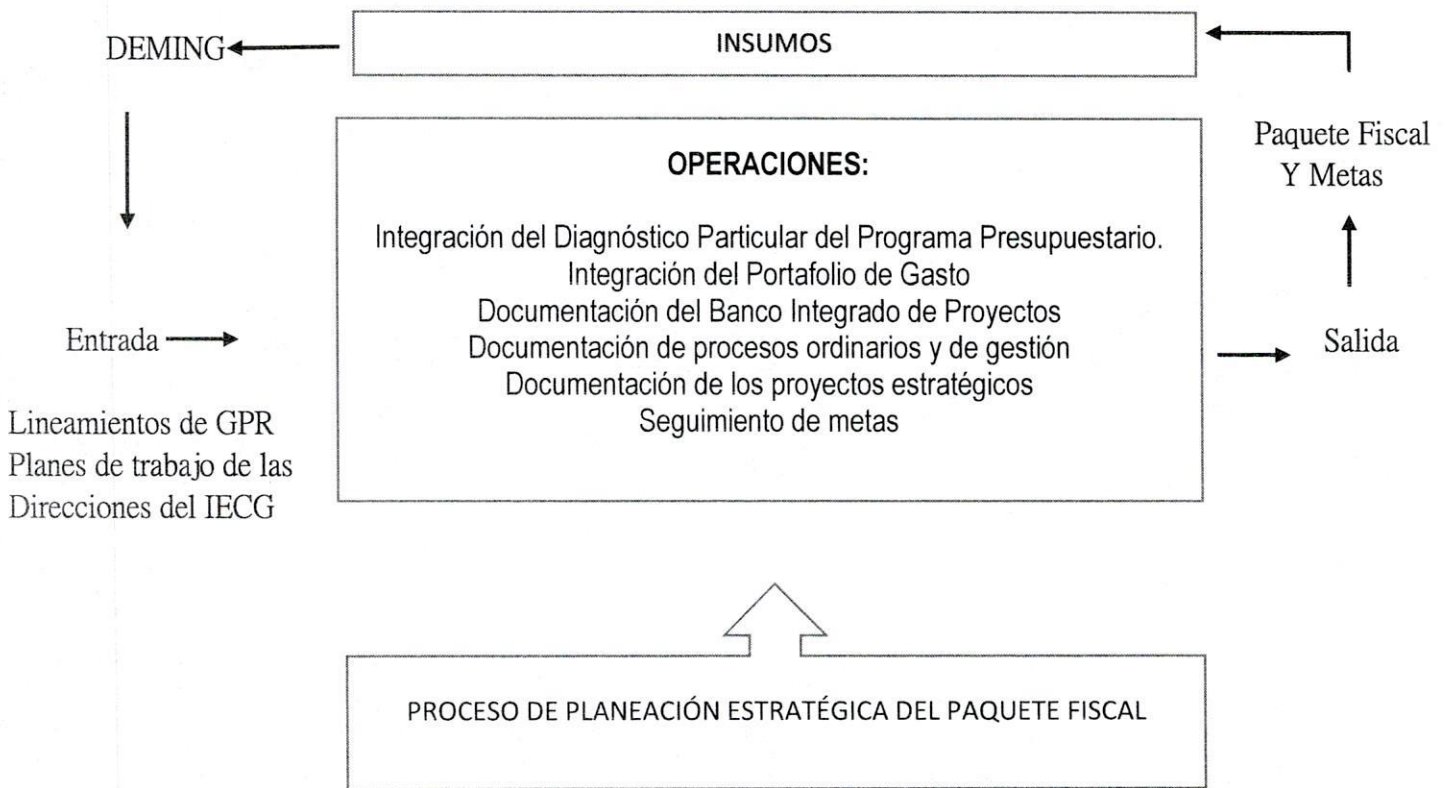 DEMING
INSUMOS
Paquete Fiscal
Y Metas
OPERACIONES:
Integración del Diagnóstico Particular del Programa Presupuestario.
Integración del Portafolio de Gasto
Documentación del Banco Integrado de Proyectos
Documentación de procesos ordinarios y de gestión
Documentación de los proyectos estratégicos
Seguimiento de metas
Entrada
Salida
Lineamientos de GPR
Planes de trabajo de las
Direcciones del IECG
PROCESO DE PLANEACIÓN ESTRATÉGICA DEL PAQUETE FISCAL